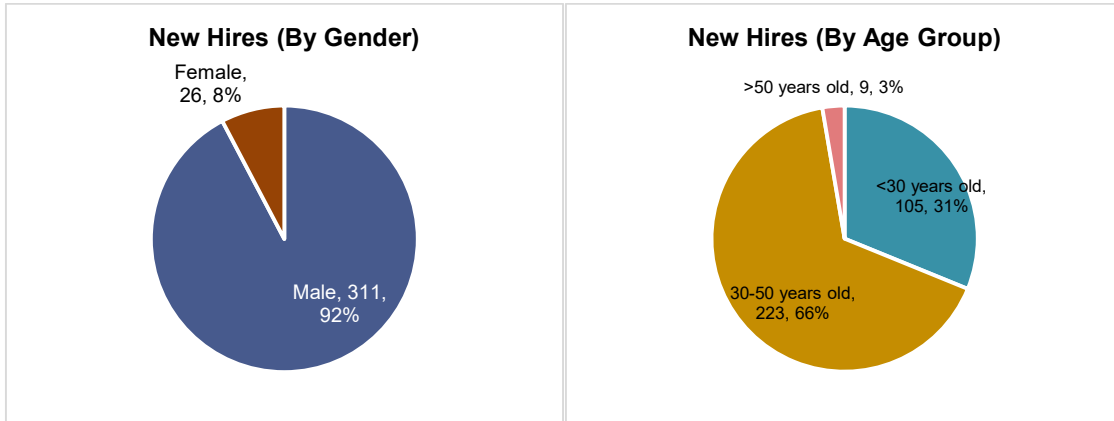 New Hires (By Gender)
Female,
26, 8%
Male, 311,
92%
New Hires (By Age Group)
>50 years old, 9, 3%
<30 years old,
105, 31%
30-50 years old,
223, 66%